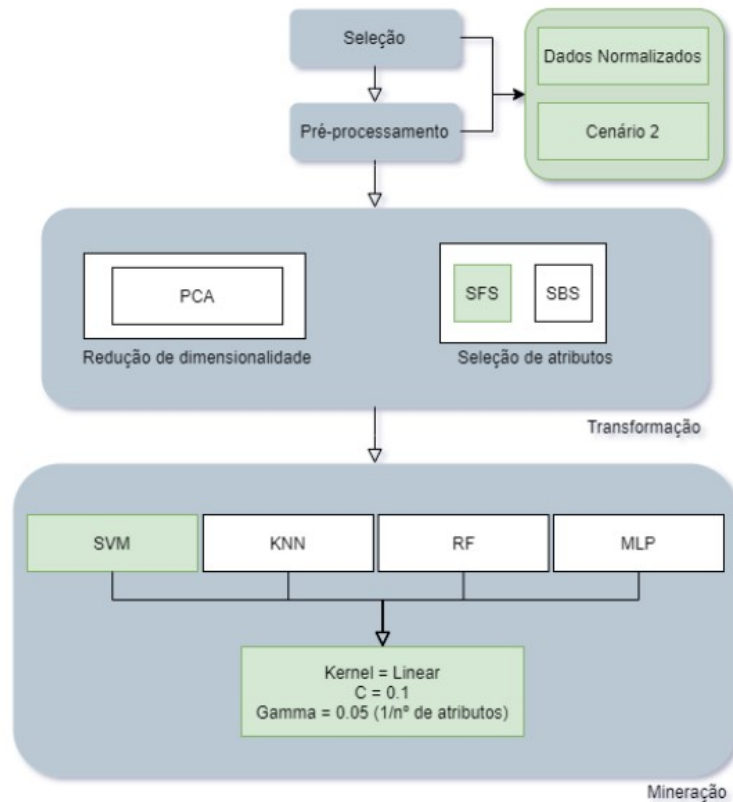 Seleção
Dados Normalizados
Pré-processamento
Cenário 2
PCA
SFS
SBS
Redução de dimensionalidade
Seleção de atributos
Transformação
SVM
KNN
RF
MLP
Kernel = Linear
C = 0.1
Gamma = 0.05 (1/nº de atributos)
Mineração